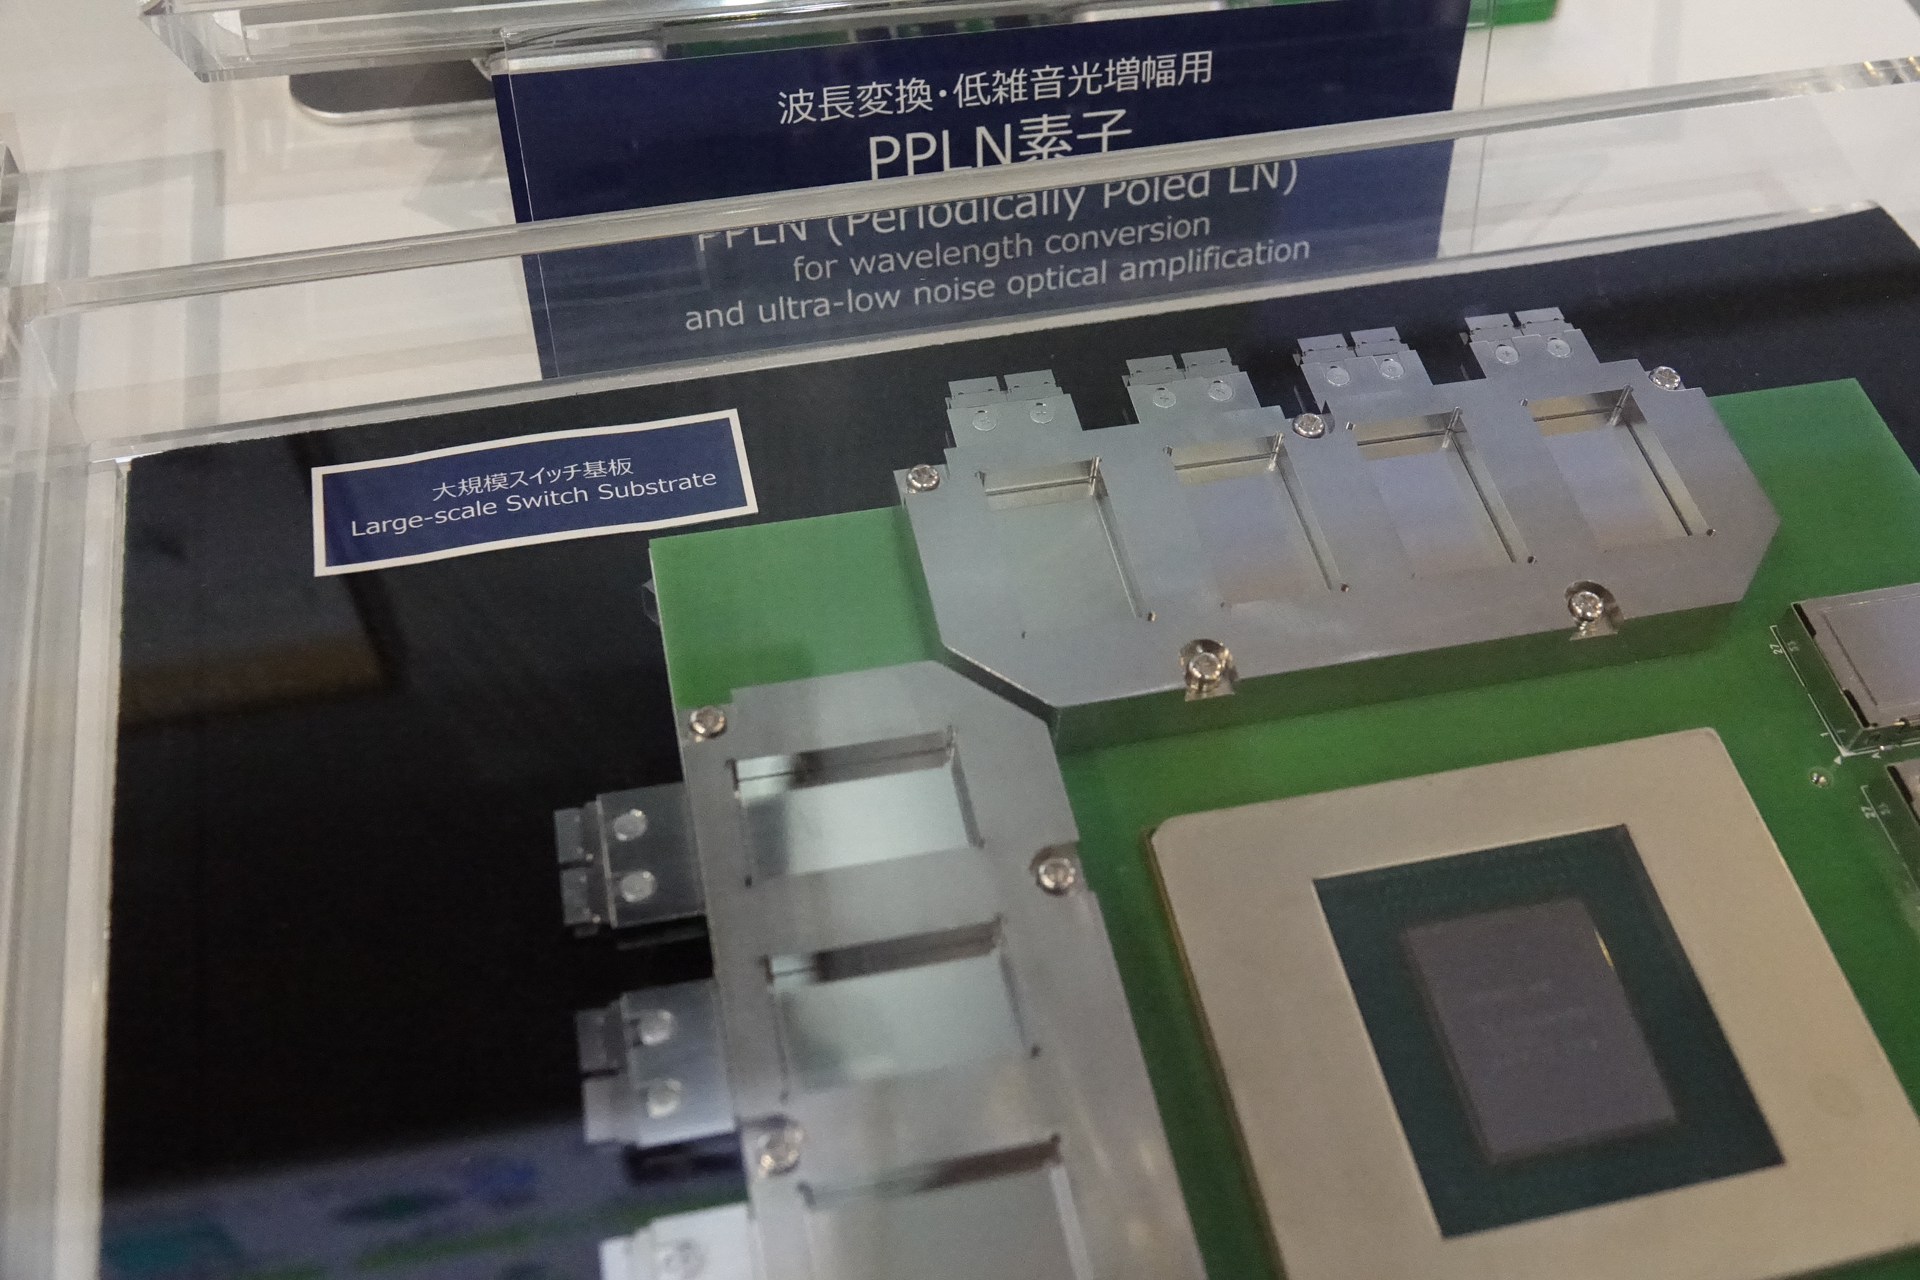 波長変換・低雑音光増幅用
PPLN素子
PPLN (Periodically Poled LN)
for wavelength conversion
and ultra-low noise optical amplification
大規模スイッチ基板
Large-scale Switch Substrate
27
27